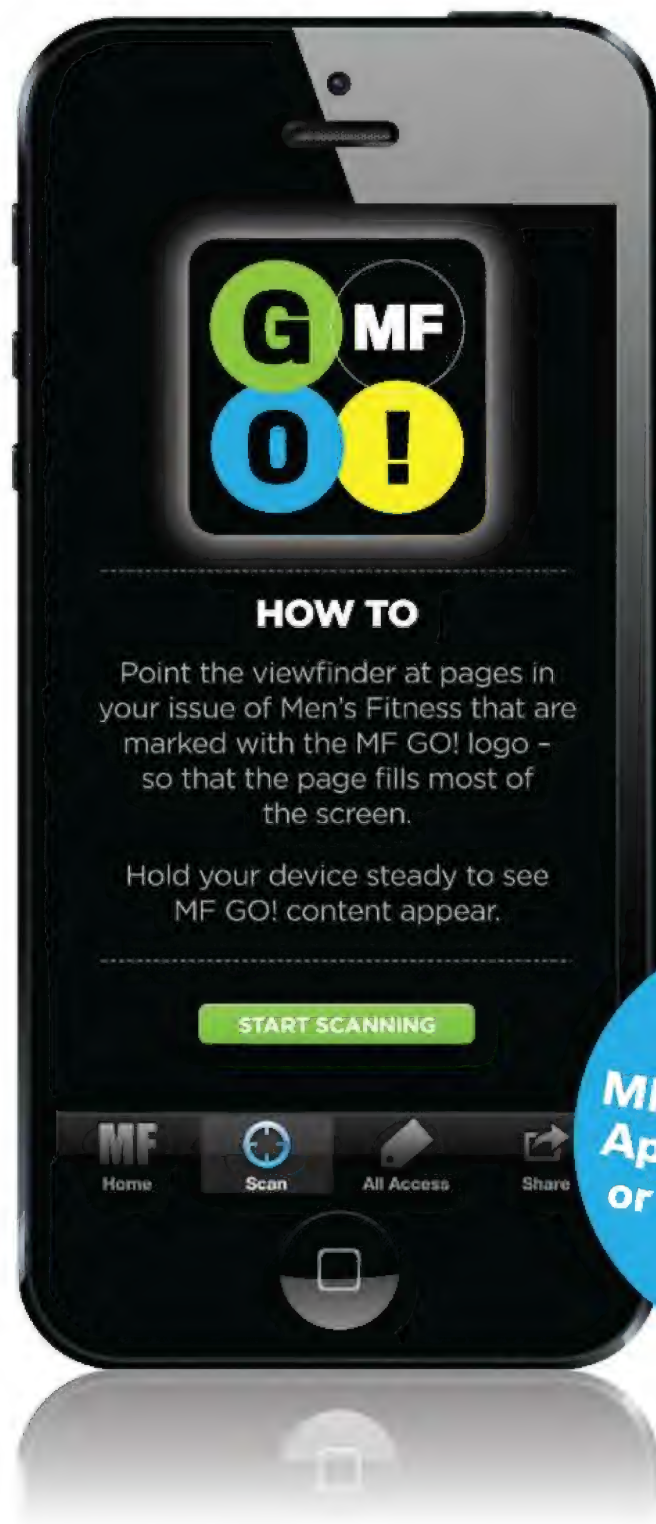 G MF
O !
HOW TO
Point the viewfinder at pages in
your issue of Men's Fitness that are
marked with the MF GO! logo –
so that the page fills most of
the screen.
Hold your device steady to see
MF GO! content appear.
START SCANNING
MF
Home Scan All Access Share
or